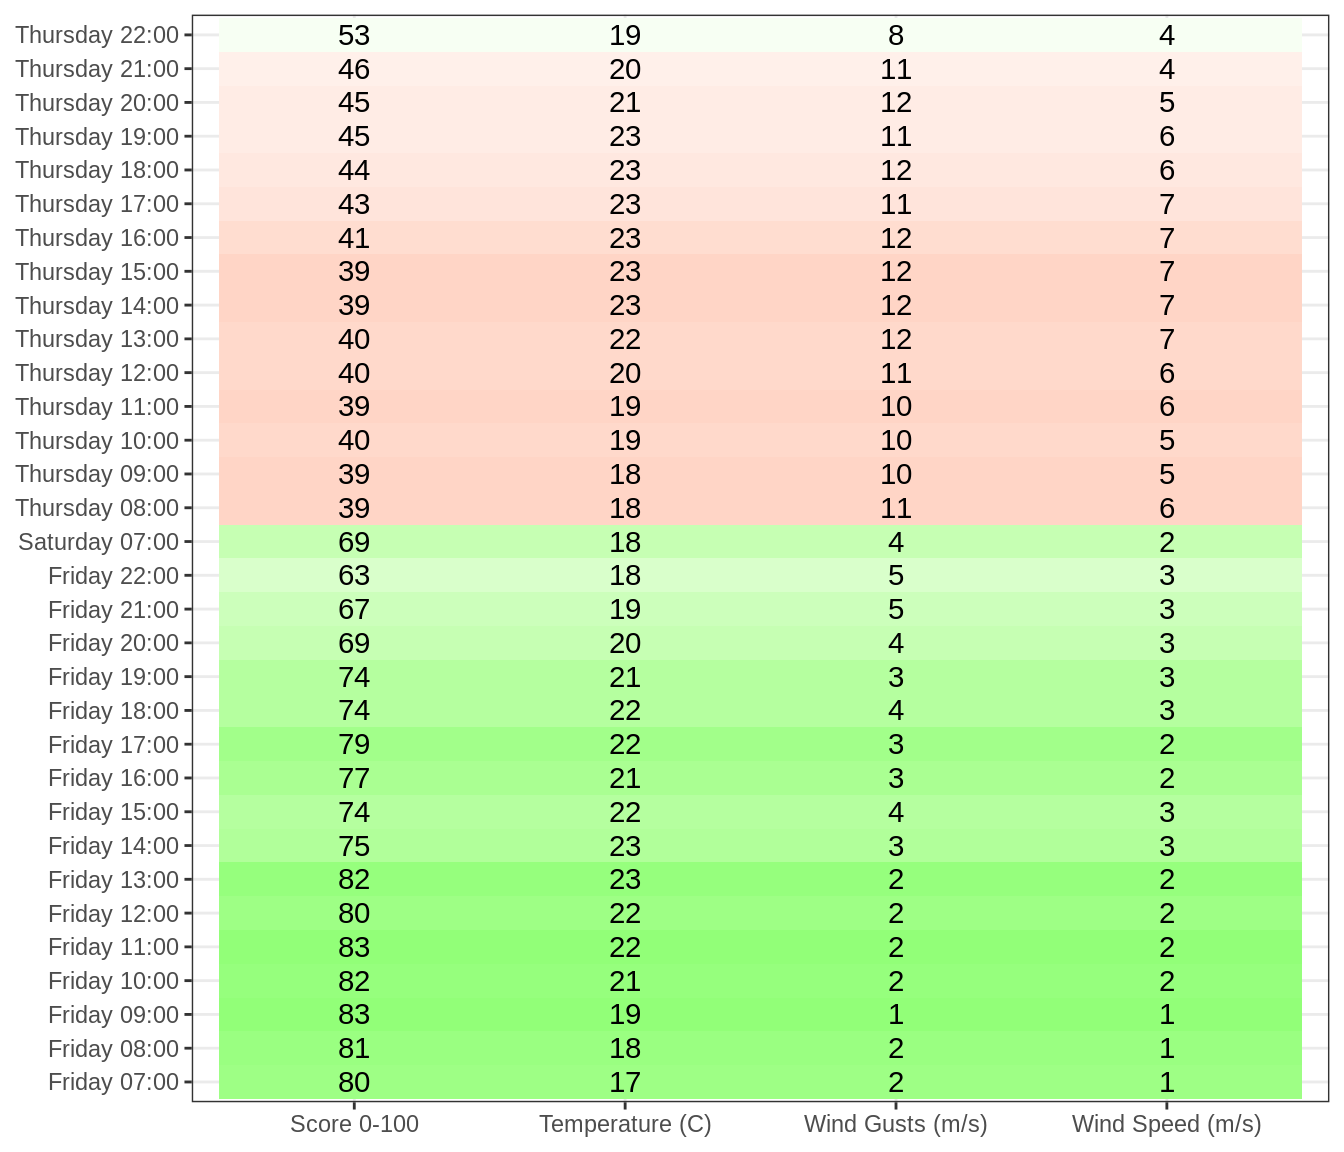 Thursday 22:00 53 19 8 4
Thursday 21:00 46 20 11 4
Thursday 20:00 45 21 12 5
Thursday 19:00 45 23 11 6
Thursday 18:00 44 23 12 6
Thursday 17:00 43 23 11 7
Thursday 16:00 41 23 12 7
Thursday 15:00 39 23 12 7
Thursday 14:00 39 23 12 7
Thursday 13:00 40 22 12 7
Thursday 12:00 40 20 11 6
Thursday 11:00 39 19 10 6
Thursday 10:00 40 19 10 5
Thursday 09:00 39 18 10 5
Thursday 08:00 39 18 11 6
Saturday 07:00 69 18 4 2
Friday 22:00 63 18 5 3
Friday 21:00 67 19 5 3
Friday 20:00 69 20 4 3
Friday 19:00 74 21 3 3
Friday 18:00 74 22 4 3
Friday 17:00 79 22 3 2
Friday 16:00 77 21 3 2
Friday 15:00 74 22 4 3
Friday 14:00 75 23 3 3
Friday 13:00 82 23 2 2
Friday 12:00 80 22 2 2
Friday 11:00 83 22 2 2
Friday 10:00 82 21 2 2
Friday 09:00 83 19 1 1
Friday 08:00 81 18 2 1
Friday 07:00 80 17 2 1
Score 0-100 Temperature (C) Wind Gusts (m/s) Wind Speed (m/s)